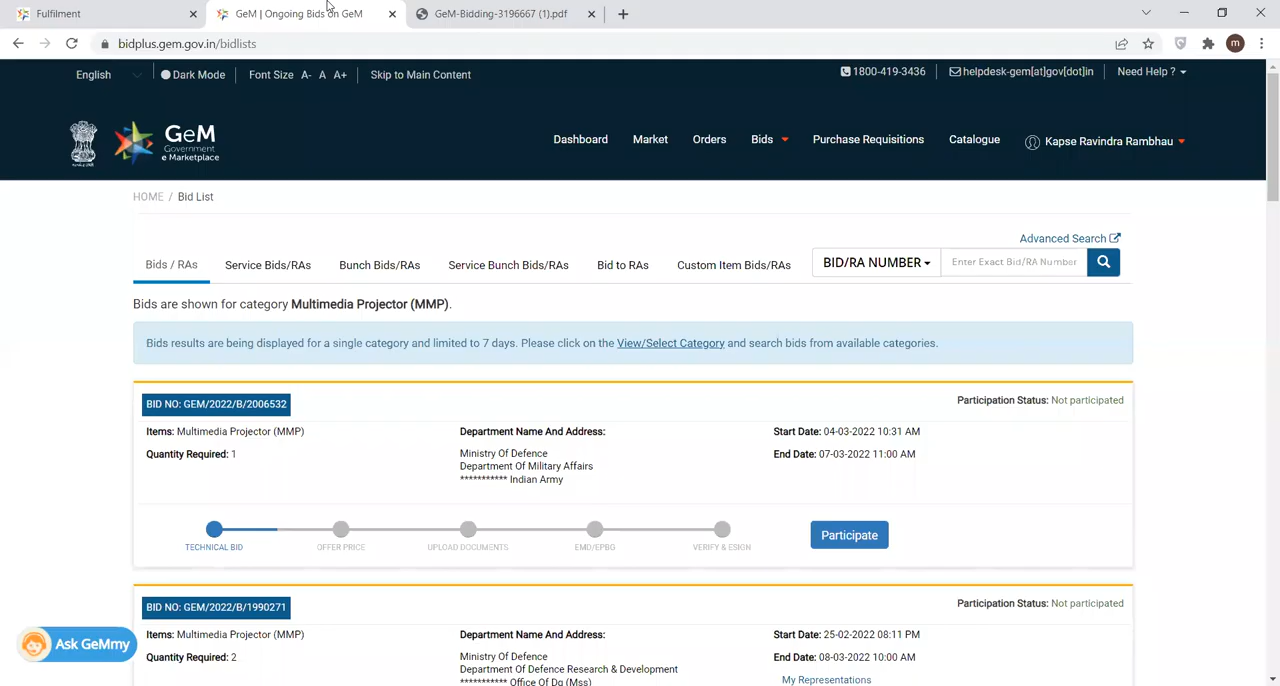 Fulfilment
GeM | Ongoing Bids on GeM
GeM-Bidding-3196667 (1).pdf
bidplus.gem.gov.in/bidlists
m
English
Dark Mode
Font Size A- A A+
Skip to Main Content
1800-419-3436
helpdesk-gem[at]gov[dot]in
Need Help ?
GeM
Government
e Marketplace
Dashboard
Market
Orders
Bids
Purchase Requisitions
Catalogue
Kapse Ravindra Rambhau
HOME / Bid List
Advanced Search
Bids / RAs
Service Bids/RAs
Bunch Bids/RAs
Service Bunch Bids/RAs
Bid to RAs
Custom Item Bids/RAs
BID/RA NUMBER
Enter Exact Bid/RA Number
Bids are shown for category Multimedia Projector (MMP).
Bids results are being displayed for a single category and limited to 7 days. Please click on the View/Select Category and search bids from available categories.
BID NO: GEM/2022/B/2006532
Participation Status: Not participated
Items: Multimedia Projector (MMP)
Quantity Required: 1
Department Name And Address:
Ministry Of Defence
Department Of Military Affairs
*********** Indian Army
Start Date: 04-03-2022 10:31 AM
End Date: 07-03-2022 11:00 AM
TECHNICAL BID
OFFER PRICE
UPLOAD DOCUMENTS
EMD/EPBG
VERIFY & ESIGN
Participate
BID NO: GEM/2022/B/1990271
Participation Status: Not participated
Items: Multimedia Projector (MMP)
Quantity Required: 2
Department Name And Address:
Ministry Of Defence
Department Of Defence Research & Development
*********** Office Of Dg (Mss)
Start Date: 25-02-2022 08:11 PM
End Date: 08-03-2022 10:00 AM
My Representations
Ask GeMmy